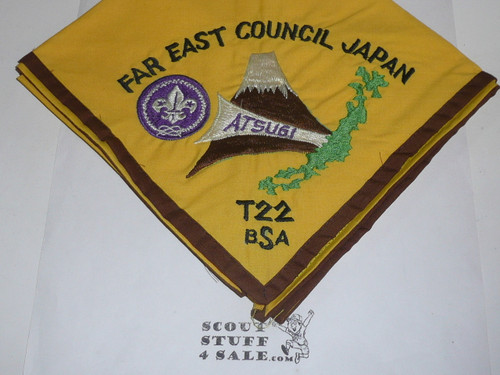 FAR EAST COUNCIL JAPAN
ATSUGI
T22
BSA
SCOUT
STUFF
4 SALE.COM